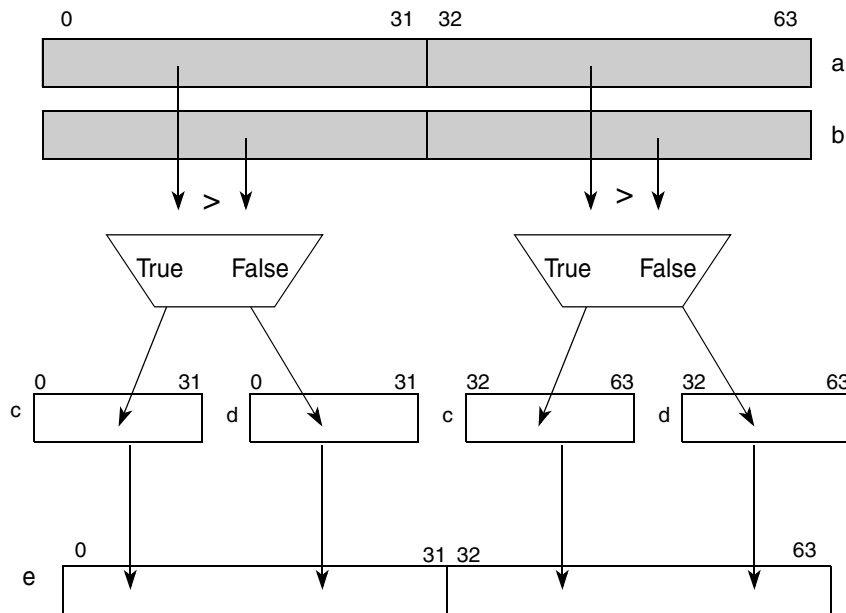 0 31 32 63
a
b
> >
True False True False
0 31 0 31 32 63 32 63
c d c d
0 31 32 63
e